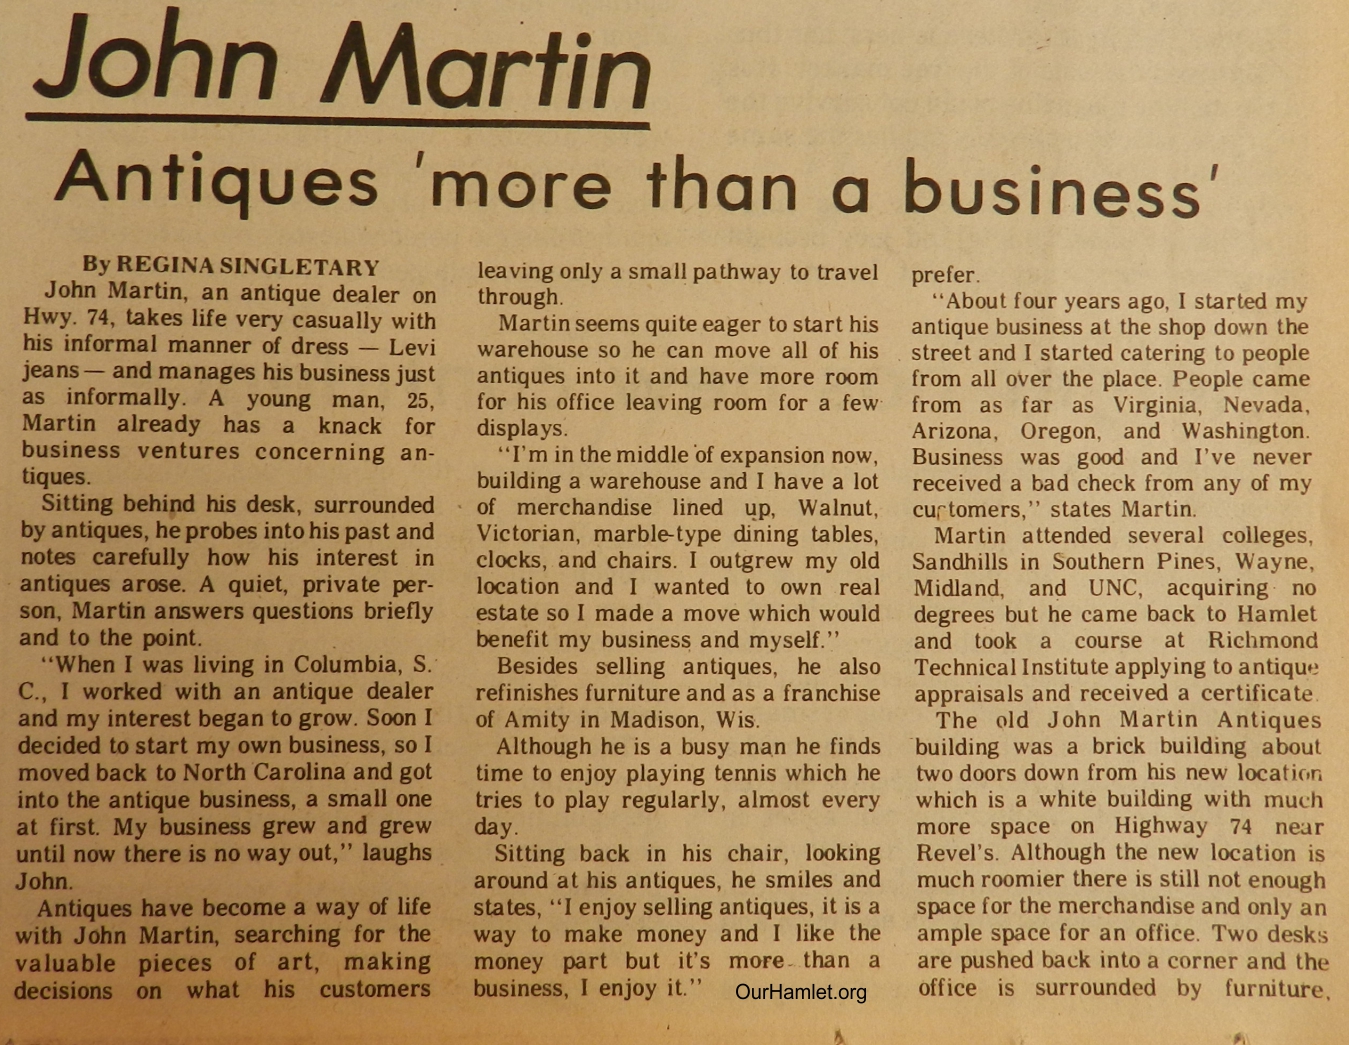 John Martin
Antiques 'more than a business'
By REGINA SINGLETARY
John Martin, an antique dealer on
Hwy. 74, takes life very casually with
his informal manner of dress — Levi
jeans — and manages his business just
as informally. A young man, 25,
Martin already has a knack for
business ventures concerning an-
tiques.
Sitting behind his desk, surrounded
by antiques, he probes into his past and
notes carefully how his interest in
antiques arose. A quiet, private per-
son, Martin answers questions briefly
and to the point.
"When I was living in Columbia, S.
C., I worked with an antique dealer
and my interest began to grow. Soon I
decided to start my own business, so I
moved back to North Carolina and got
into the antique business, a small one
at first. My business grew and grew
until now there is no way out," laughs
John.
Antiques have become a way of life
with John Martin, searching for the
valuable pieces of art, making
decisions on what his customers
leaving only a small pathway to travel
through.
Martin seems quite eager to start his
warehouse so he can move all of his
antiques into it and have more room
for his office leaving room for a few
displays.
"I'm in the middle of expansion now,
building a warehouse and I have a lot
of merchandise lined up, Walnut,
Victorian, marble-type dining tables,
clocks, and chairs. I outgrew my old
location and I wanted to own real
estate so I made a move which would
benefit my business and myself."
Besides selling antiques, he also
refinishes furniture and as a franchise
of Amity in Madison, Wis.
Although he is a busy man he finds
time to enjoy playing tennis which he
tries to play regularly, almost every
day.
Sitting back in his chair, looking
around at his antiques, he smiles and
states, "I enjoy selling antiques, it is a
way to make money and I like the
money part but it's more than a
business, I enjoy it."
OurHamlet.org
prefer.
"About four years ago, I started my
antique business at the shop down the
street and I started catering to people
from all over the place. People came
from as far as Virginia, Nevada,
Arizona, Oregon, and Washington.
Business was good and I've never
received a bad check from any of my
customers," states Martin.
Martin attended several colleges,
Sandhills in Southern Pines, Wayne,
Midland, and UNC, acquiring no
degrees but he came back to Hamlet
and took a course at Richmond
Technical Institute applying to antique
appraisals and received a certificate.
The old John Martin Antiques
building was a brick building about
two doors down from his new location
which is a white building with much
more space on Highway 74 near
Revel's. Although the new location is
much roomier there is still not enough
space for the merchandise and only an
ample space for an office. Two desks
are pushed back into a corner and the
office is surrounded by furniture,